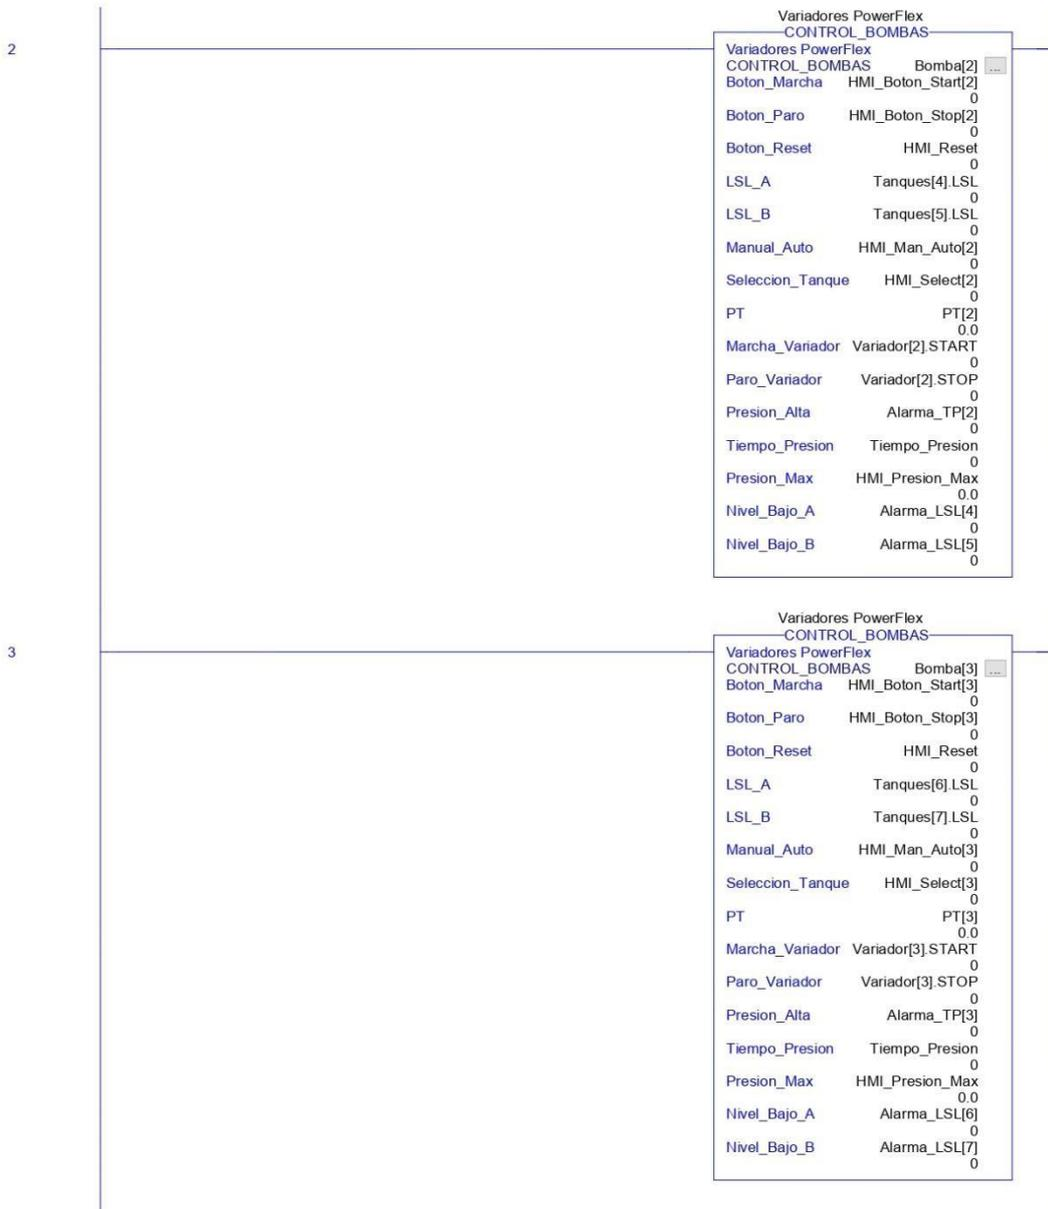 Variadores PowerFlex
CONTROL_BOMBAS
2
Variadores PowerFlex
CONTROL_BOMBAS Bomba[2] ...
Boton_Marcha HMI_Boton_Start[2]
0
Boton_Paro HMI_Boton_Stop[2]
0
Boton_Reset HMI_Reset
0
LSL_A Tanques[4].LSL
0
LSL_B Tanques[5].LSL
0
Manual_Auto HMI_Man_Auto[2]
0
Seleccion_Tanque HMI_Select[2]
0
PT PT[2]
0.0
Marcha_Variador Variador[2].START
0
Paro_Variador Variador[2].STOP
0
Presion_Alta Alarma_TP[2]
0
Tiempo_Presion Tiempo_Presion
0
Presion_Max HMI_Presion_Max
0.0
Nivel_Bajo_A Alarma_LSL[4]
0
Nivel_Bajo_B Alarma_LSL[5]
0
Variadores PowerFlex
CONTROL_BOMBAS
3
Variadores PowerFlex
CONTROL_BOMBAS Bomba[3] ...
Boton_Marcha HMI_Boton_Start[3]
0
Boton_Paro HMI_Boton_Stop[3]
0
Boton_Reset HMI_Reset
0
LSL_A Tanques[6].LSL
0
LSL_B Tanques[7].LSL
0
Manual_Auto HMI_Man_Auto[3]
0
Seleccion_Tanque HMI_Select[3]
0
PT PT[3]
0.0
Marcha_Variador Variador[3].START
0
Paro_Variador Variador[3].STOP
0
Presion_Alta Alarma_TP[3]
0
Tiempo_Presion Tiempo_Presion
0
Presion_Max HMI_Presion_Max
0.0
Nivel_Bajo_A Alarma_LSL[6]
0
Nivel_Bajo_B Alarma_LSL[7]
0